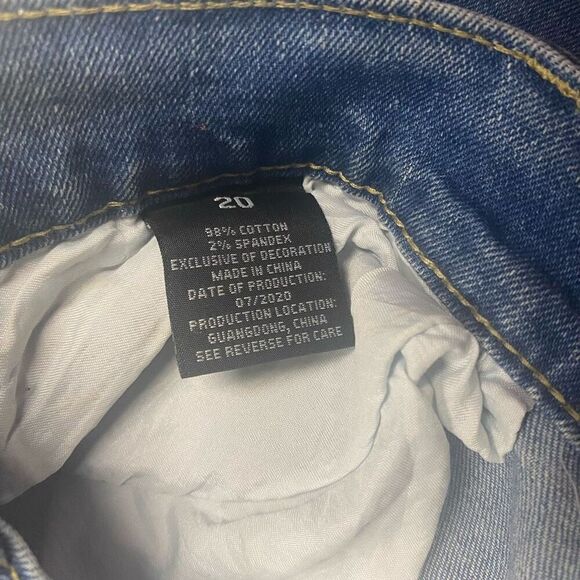 20
98% COTTON
2% SPANDEX
EXCLUSIVE OF DECORATION
MADE IN CHINA
DATE OF PRODUCTION:
07/2020
PRODUCTION LOCATION:
GUANGDONG, CHINA
SEE REVERSE FOR CARE